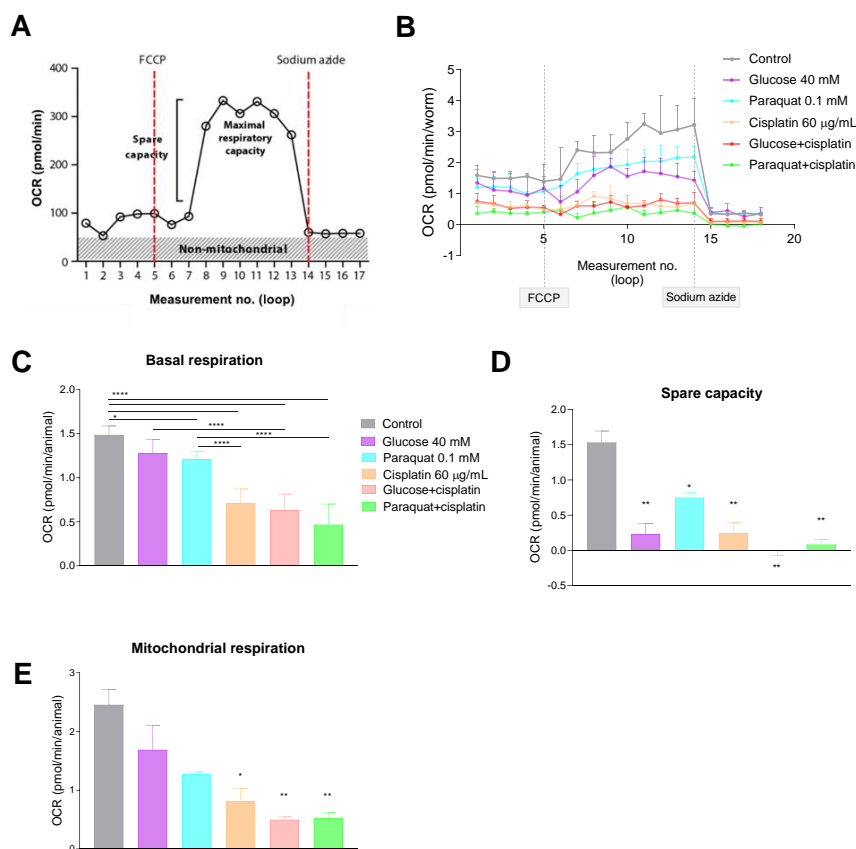 A
FCCP
Sodium azide
400
300
200
100
0
OCR (pmol/min)
Spare
capacity
Maximal
respiratory
capacity
Non-mitochondrial
1 2 3 4 5 6 7 8 9 10 11 12 13 14 15 16 17
Measurement no. (loop)
B
5
4
3
2
1
0
-1
OCR (pmol/min/worm)
5 10 15 20
Measurement no.
(loop)
FCCP
Sodium azide
Control
Glucose 40 mM
Paraquat 0.1 mM
Cisplatin 60 μg/mL
Glucose+cisplatin
Paraquat+cisplatin
C
Basal respiration
2.0
1.5
1.0
0.5
0.0
OCR (pmol/min/animal)
****
*
****
****
****
Control
Glucose 40 mM
Paraquat 0.1 mM
Cisplatin 60 μg/mL
Glucose+cisplatin
Paraquat+cisplatin
D
Spare capacity
2.0
1.5
1.0
0.5
0.0
-0.5
OCR (pmol/min/animal)
**
*
**
**
**
E
Mitochondrial respiration
3
2
1
0
OCR (pmol/min/animal)
*
**
**